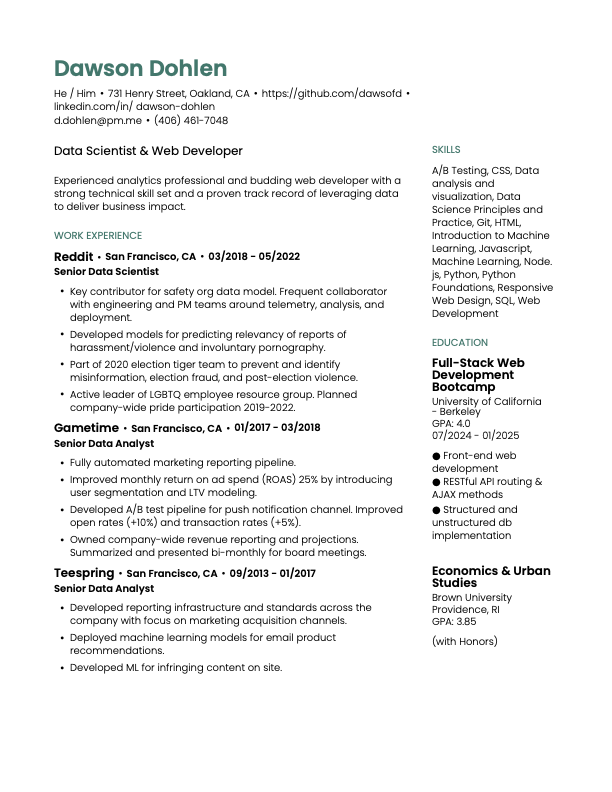 Dawson Dohlen
He / Him • 731 Henry Street, Oakland, CA • https://github.com/dawsofd •
linkedin.com/in/ dawson-dohlen
d.dohlen@pm.me • (406) 461-7048
Data Scientist & Web Developer
Experienced analytics professional and budding web developer with a
strong technical skill set and a proven track record of leveraging data
to deliver business impact.
WORK EXPERIENCE
Reddit • San Francisco, CA • 03/2018 - 05/2022
Senior Data Scientist
• Key contributor for safety org data model. Frequent collaborator
with engineering and PM teams around telemetry, analysis, and
deployment.
• Developed models for predicting relevancy of reports of
harassment/violence and involuntary pornography.
• Part of 2020 election tiger team to prevent and identify
misinformation, election fraud, and post-election violence.
• Active leader of LGBTQ employee resource group. Planned
company-wide pride participation 2019-2022.
Gametime • San Francisco, CA • 01/2017 - 03/2018
Senior Data Analyst
• Fully automated marketing reporting pipeline.
• Improved monthly return on ad spend (ROAS) 25% by introducing
user segmentation and LTV modeling.
• Developed A/B test pipeline for push notification channel. Improved
open rates (+10%) and transaction rates (+5%).
• Owned company-wide revenue reporting and projections.
Summarized and presented bi-monthly for board meetings.
Teespring • San Francisco, CA • 09/2013 - 01/2017
Senior Data Analyst
• Developed reporting infrastructure and standards across the
company with focus on marketing acquisition channels.
• Deployed machine learning models for email product
recommendations.
• Developed ML for infringing content on site.
SKILLS
A/B Testing, CSS, Data
analysis and
visualization, Data
Science Principles and
Practice, Git, HTML,
Introduction to Machine
Learning, Javascript,
Machine Learning, Node.
js, Python, Python
Foundations, Responsive
Web Design, SQL, Web
Development
EDUCATION
Full-Stack Web
Development
Bootcamp
University of California
- Berkeley
GPA: 4.0
07/2024 - 01/2025
● Front-end web
development
● RESTful API routing &
AJAX methods
● Structured and
unstructured db
implementation
Economics & Urban
Studies
Brown University
Providence, RI
GPA: 3.85
(with Honors)